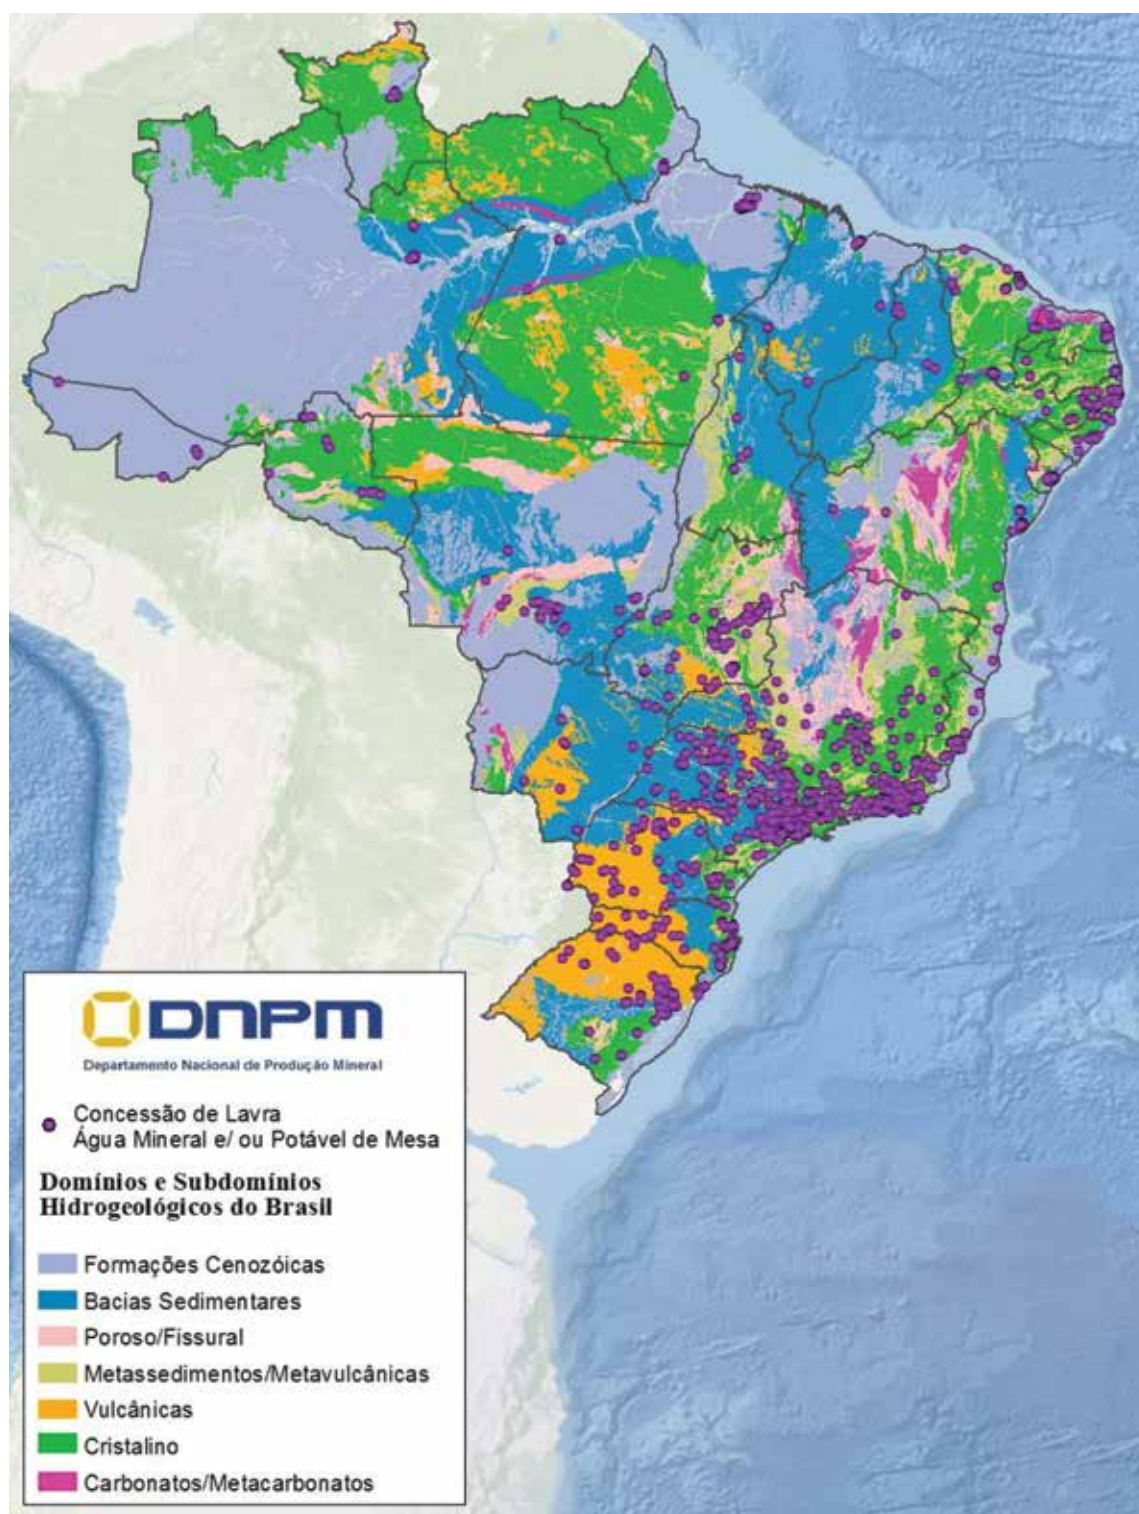 DNPM
Departamento Nacional de Produção Mineral
Concessão de Lavra
Água Mineral e/ ou Potável de Mesa
Domínios e Subdomínios
Hidrogeológicos do Brasil
Formações Cenozóicas
Bacias Sedimentares
Poroso/Fissural
Metassedimentos/Metavulcânicas
Vulcânicas
Cristalino
Carbonatos/Metacarbonatos